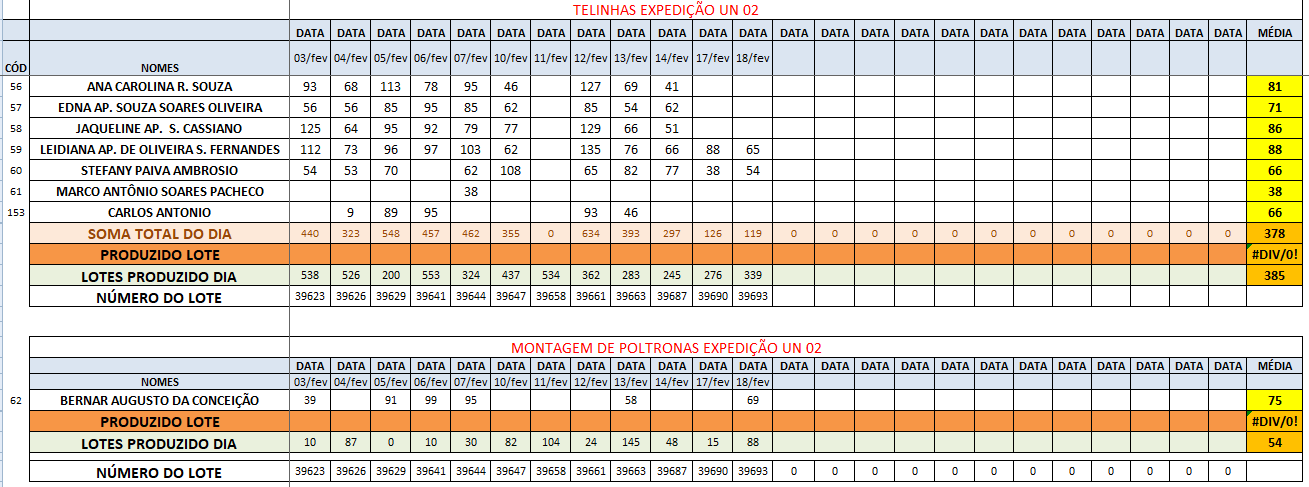 TELINHAS EXPEDIÇÃO UN 02
DATA DATA DATA DATA DATA DATA DATA DATA DATA DATA DATA DATA DATA DATA DATA DATA DATA DATA DATA DATA DATA DATA DATA DATA MÉDIA
CÓD NOMES 03/fev 04/fev 05/fev 06/fev 07/fev 10/fev 11/fev 12/fev 13/fev 14/fev 17/fev 18/fev
56 ANA CAROLINA R. SOUZA 93 68 113 78 95 46 127 69 41 81
57 EDNA AP. SOUZA SOARES OLIVEIRA 56 56 85 95 85 62 85 54 62 71
58 JAQUELINE AP. S. CASSIANO 125 64 95 92 79 77 129 66 51 86
59 LEIDIANA AP. DE OLIVEIRA S. FERNANDES 112 73 96 97 103 62 135 76 66 88 65 88
60 STEFANY PAIVA AMBROSIO 54 53 70 62 108 65 82 77 38 54 66
61 MARCO ANTÔNIO SOARES PACHECO 38 38
153 CARLOS ANTONIO 9 89 95 93 46 66
SOMA TOTAL DO DIA 440 323 548 457 462 355 0 634 393 297 126 119 0 0 0 0 0 0 0 0 0 0 0 0 378
PRODUZIDO LOTE #DIV/0!
LOTES PRODUZIDO DIA 538 526 200 553 324 437 534 362 283 245 276 339 385
NÚMERO DO LOTE 39623 39626 39629 39641 39644 39647 39658 39661 39663 39687 39690 39693
MONTAGEM DE POLTRONAS EXPEDIÇÃO UN 02
DATA DATA DATA DATA DATA DATA DATA DATA DATA DATA DATA DATA DATA DATA DATA DATA DATA DATA DATA DATA DATA DATA DATA DATA MÉDIA
NOMES 03/fev 04/fev 05/fev 06/fev 07/fev 10/fev 11/fev 12/fev 13/fev 14/fev 17/fev 18/fev
62 BERNAR AUGUSTO DA CONCEIÇÃO 39 91 99 95 58 69 75
PRODUZIDO LOTE #DIV/0!
LOTES PRODUZIDO DIA 10 87 0 10 30 82 104 24 145 48 15 88 54
NÚMERO DO LOTE 39623 39626 39629 39641 39644 39647 39658 39661 39663 39687 39690 39693 0 0 0 0 0 0 0 0 0 0 0 0